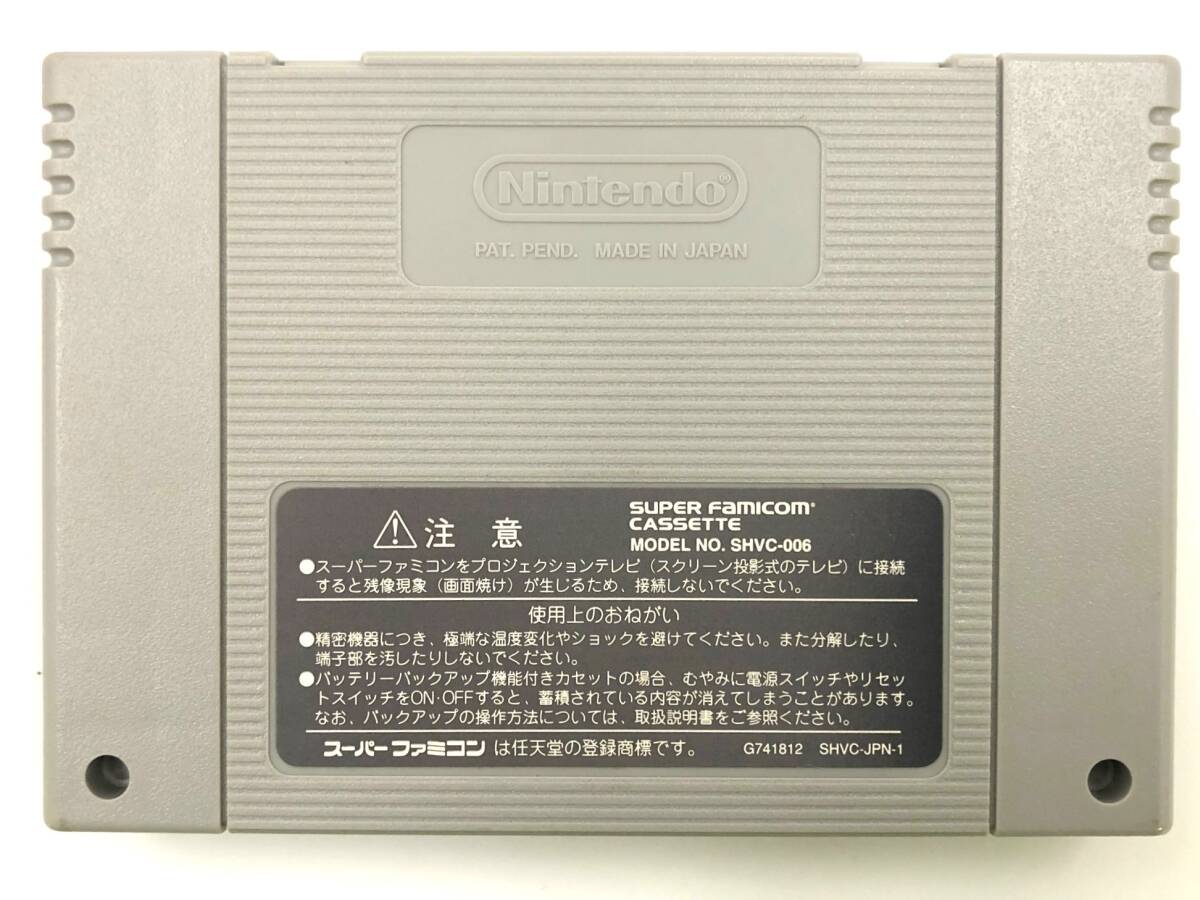 Nintendo®
PAT. PEND. MADE IN JAPAN
⚠注意
SUPER FAMICOM®
CASSETTE
MODEL NO. SHVC-006
●スーパーファミコンをプロジェクションテレビ（スクリーン投影式のテレビ）に接続
すると残像現象（画面焼け）が生じるため、接続しないでください。
使用上のおねがい
●精密機器につき、極端な温度変化やショックを避けてください。また分解したり、
端子部を汚したりしないでください。
●バッテリーバックアップ機能付きカセットの場合、むやみに電源スイッチやリセッ
トスイッチをON·OFFすると、蓄積されている内容が消えてしまうことがあります。
なお、バックアップの操作方法については、取扱説明書をご参照ください。
スーパーファミコンは任天堂の登録商標です。 G741812 SHVC-JPN-1